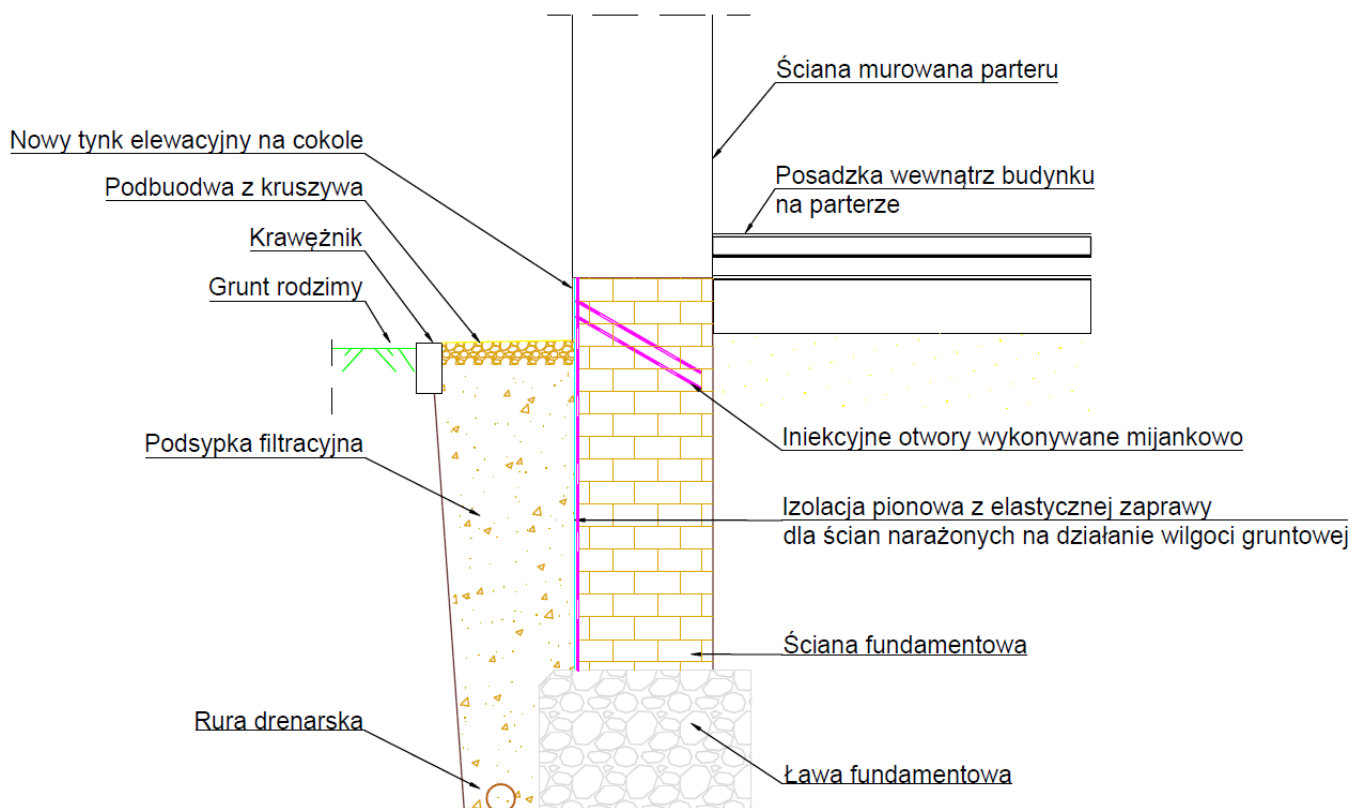 Ściana murowana parteru
Nowy tynk elewacyjny na cokole
Podbuodwa z kruszywa
Posadzka wewnątrz budynku
na parterze
Krawężnik
Grunt rodzimy
Podsypka filtracyjna
Iniekcyjne otwory wykonywane mijankowo
Izolacja pionowa z elastycznej zaprawy
dla ścian narażonych na działanie wilgoci gruntowej
Ściana fundamentowa
Rura drenarska
Ława fundamentowa